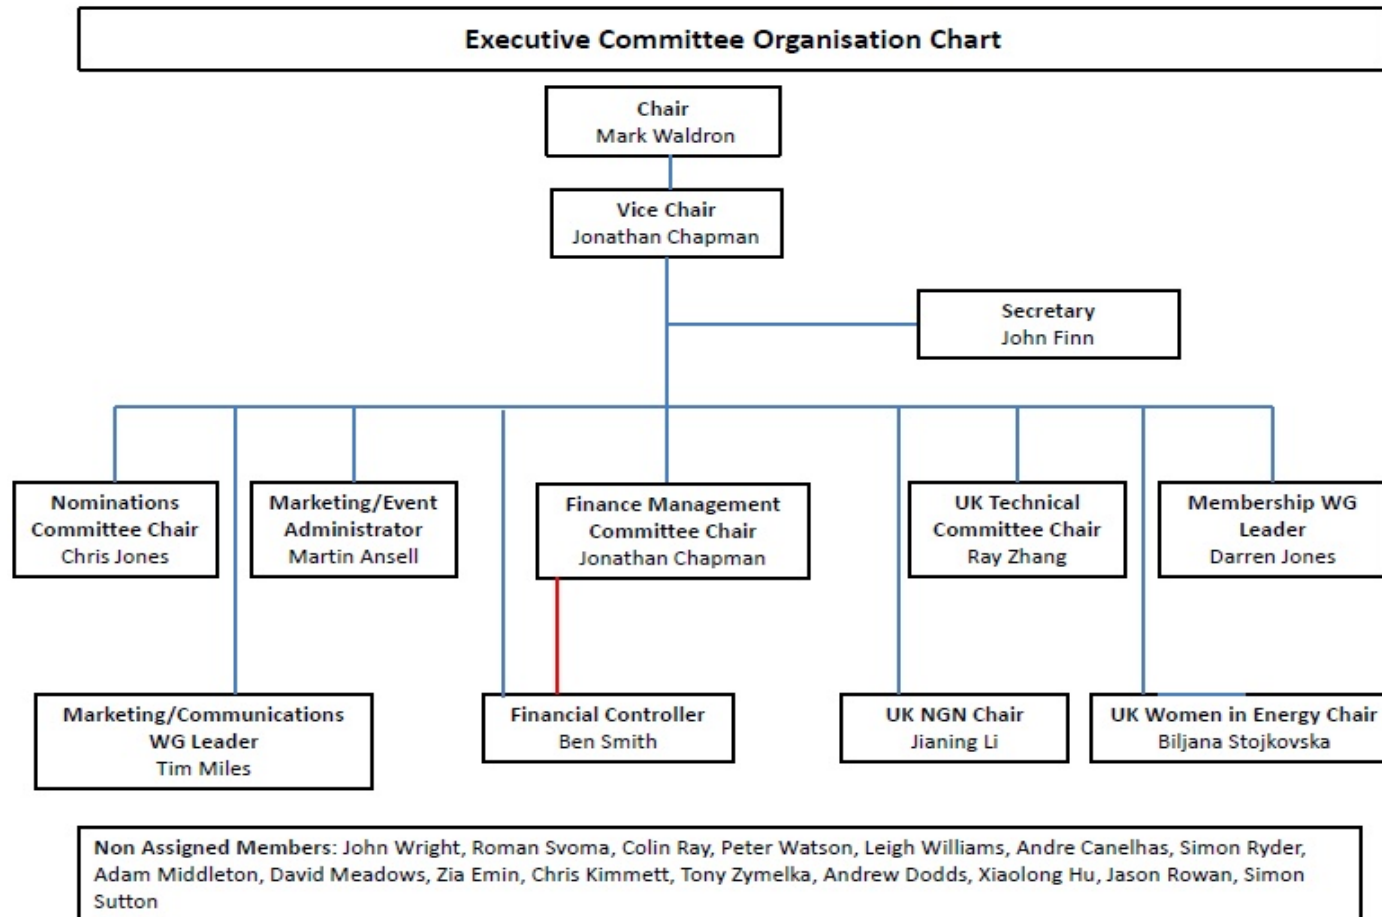 Executive Committee Organisation Chart
Chair
Mark Waldron
Vice Chair
Jonathan Chapman
Secretary
John Finn
Nominations
Committee Chair
Chris Jones
Marketing/Event
Administrator
Martin Ansell
Finance Management
Committee Chair
Jonathan Chapman
UK Technical
Committee Chair
Ray Zhang
Membership WG
Leader
Darren Jones
Marketing/Communications
WG Leader
Tim Miles
Financial Controller
Ben Smith
UK NGN Chair
Jianing Li
UK Women in Energy Chair
Biljana Stojkovska
Non Assigned Members: John Wright, Roman Svoma, Colin Ray, Peter Watson, Leigh Williams, Andre Canelhas, Simon Ryder,
Adam Middleton, David Meadows, Zia Emin, Chris Kimmett, Tony Zymelka, Andrew Dodds, Xiaolong Hu, Jason Rowan, Simon
Sutton